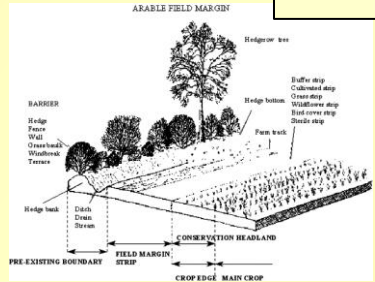 ARABLE FIELD MARGIN
Hedgerow tree
BARRIER
Hedge
Fence
Wall
Grass bank
Windbreak
Terrace
Hedge bottom
Farm track
Buffer strip
Cultivated strip
Grass strip
Wildflower strip
Bird cover strip
Sterile strip
Hedge bank
Ditch
Drain
Stream
CONSERVATION HEADLAND
PRE-EXISTING BOUNDARY
FIELD MARGIN
STRIP
CROP EDGE
MAIN CROP